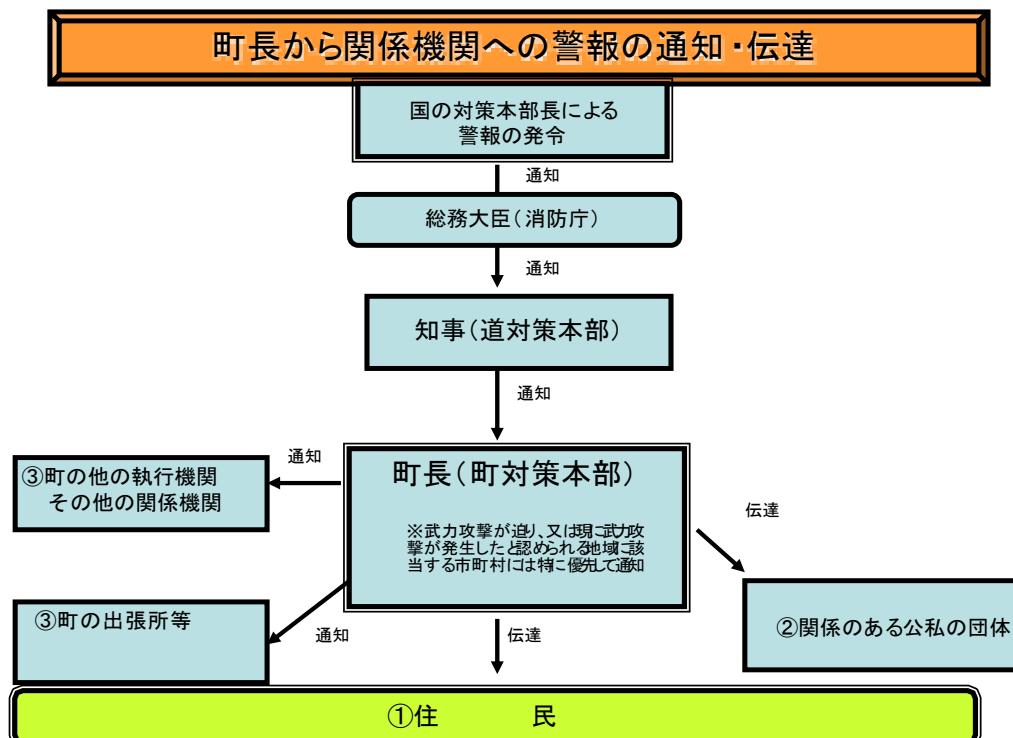 町長から関係機関への警報の通知・伝達
国の対策本部長による
警報の発令
通知
総務大臣(消防庁)
通知
知事(道対策本部)
通知
町長(町対策本部)
※武力攻撃が迫り、又は現に武力攻
撃が発生したと認められる地域に該
当する市町村には特に優先して通知
通知
③町の他の執行機関
その他の関係機関
伝達
③町の出張所等
通知
伝達
②関係のある公私の団体
①住　　　民